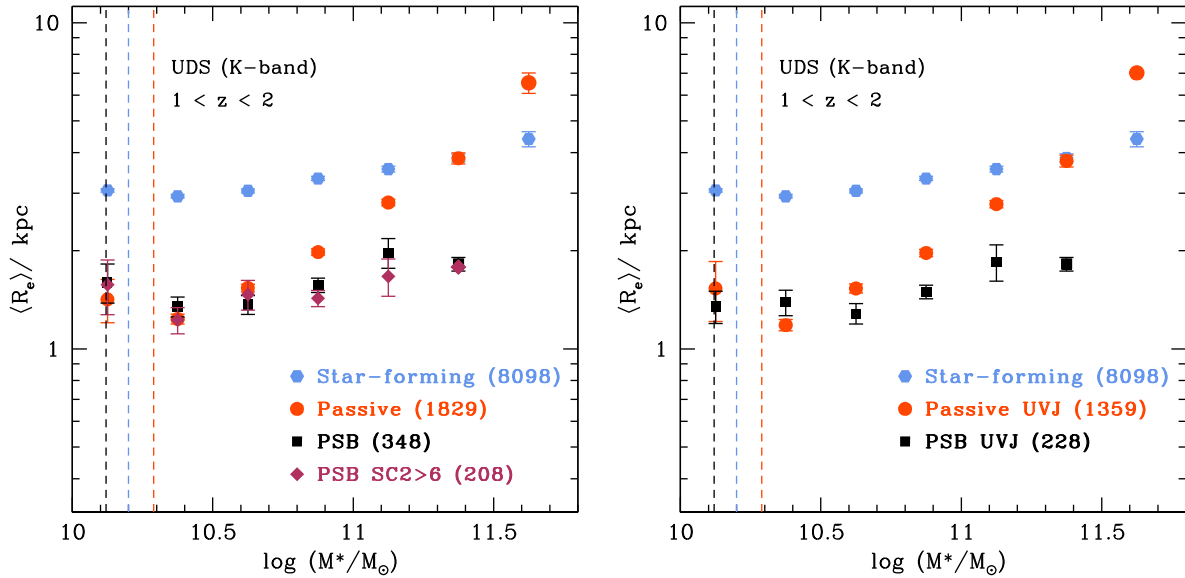 10
1
⟨Rₑ⟩/ kpc
UDS (K-band)
1 < z < 2
Star-forming (8098)
Passive (1829)
PSB (348)
PSB SC2>6 (208)
10 10.5 11 11.5
log (M*/M⊙)
10
1
⟨Rₑ⟩/ kpc
UDS (K-band)
1 < z < 2
Star-forming (8098)
Passive UVJ (1359)
PSB UVJ (228)
10 10.5 11 11.5
log (M*/M⊙)